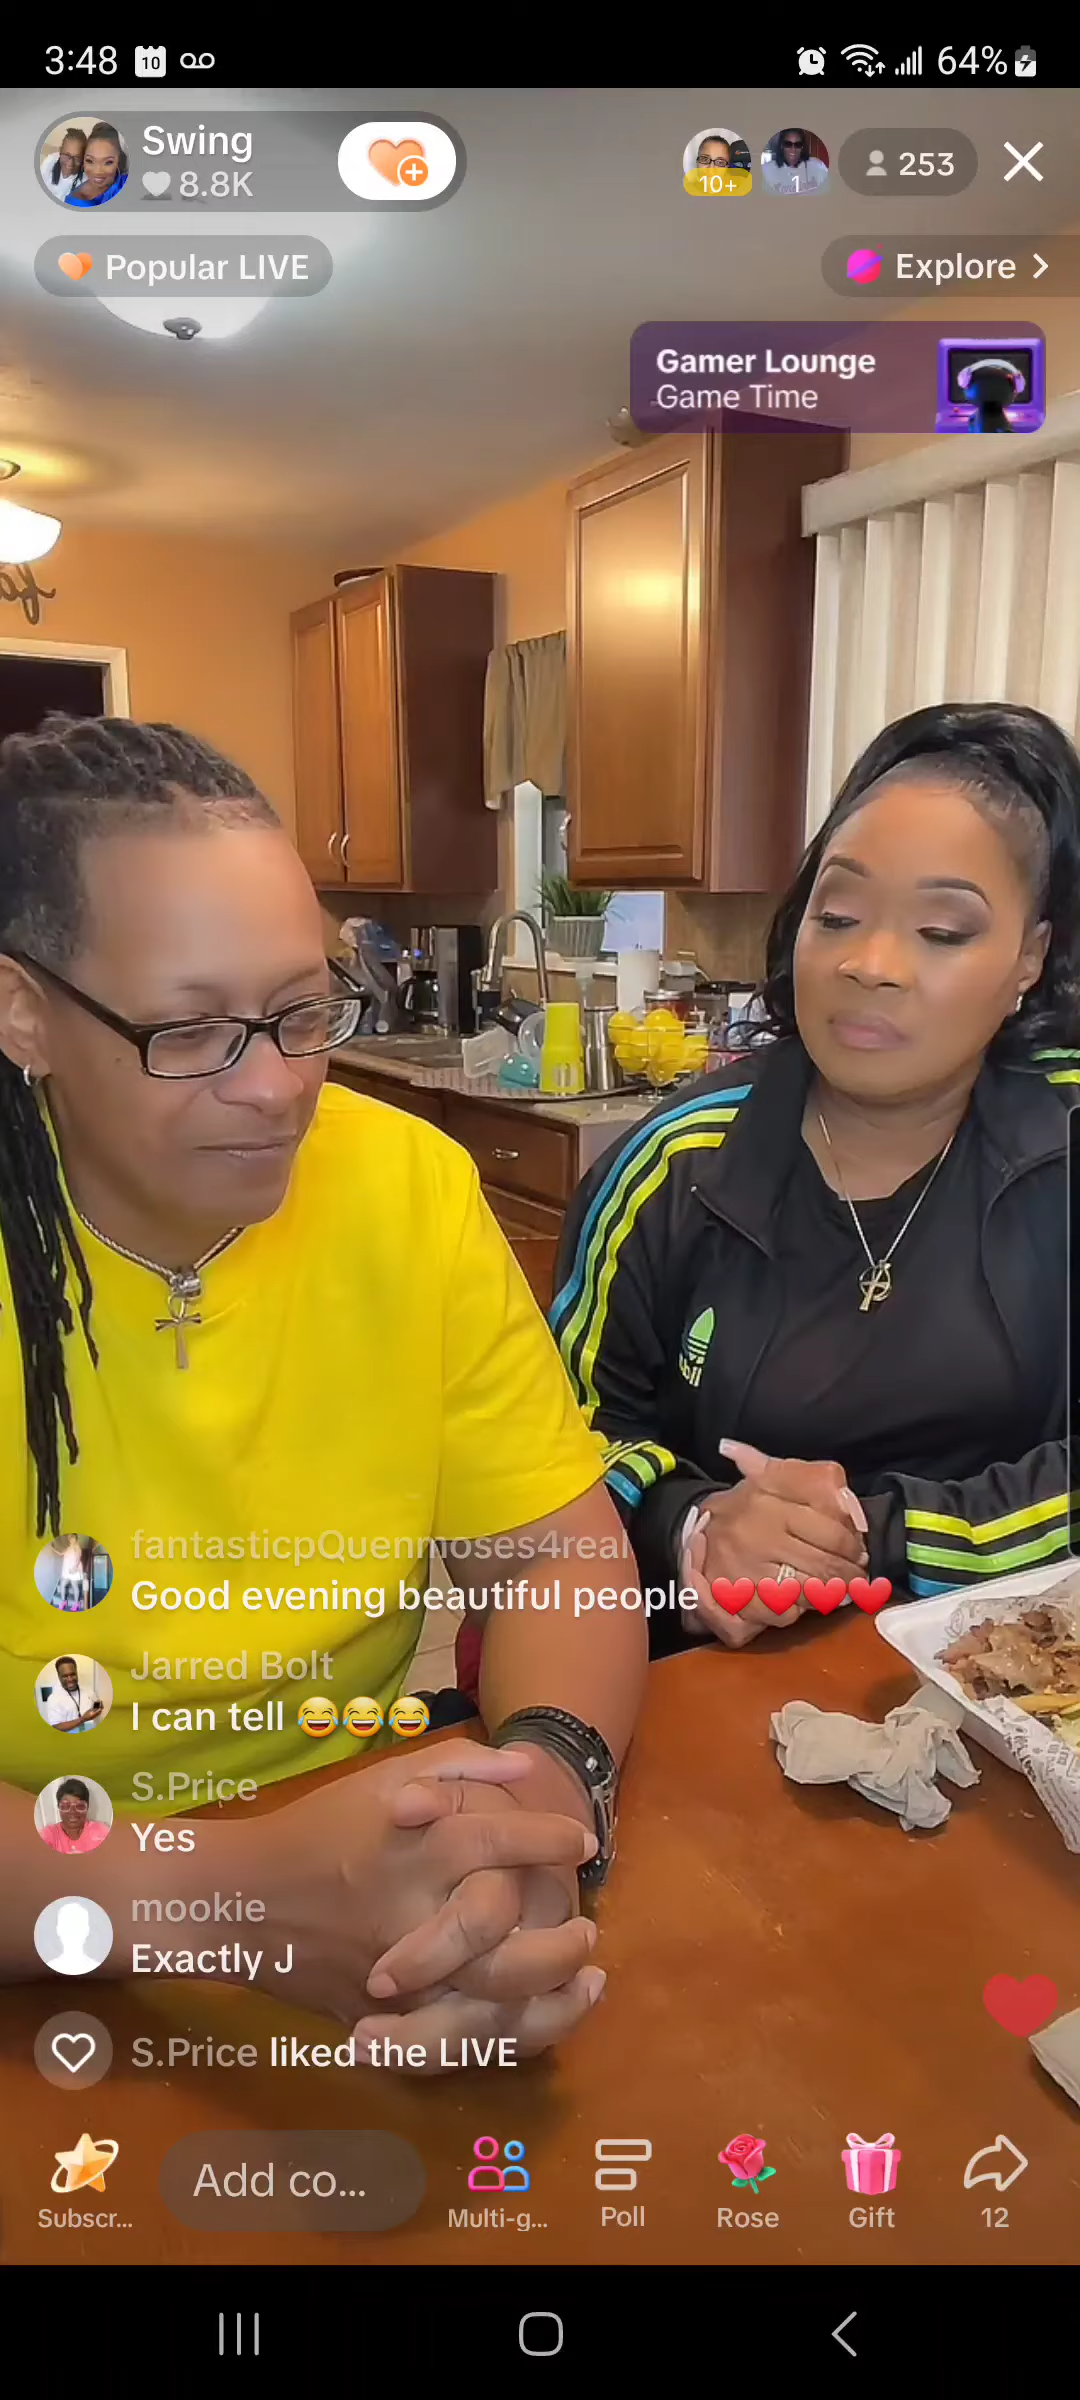 3:48
10
64%
Swing
8.8K
10+
1
253
Popular LIVE
Explore >
Gamer Lounge
Game Time
fantasticpQuenmoses4real
Good evening beautiful people ❤️❤️❤️❤️
Jarred Bolt
I can tell 😂😂😂
S.Price
Yes
mookie
Exactly J
S.Price liked the LIVE
Add co...
Subscr...
Multi-g...
Poll
Rose
Gift
12